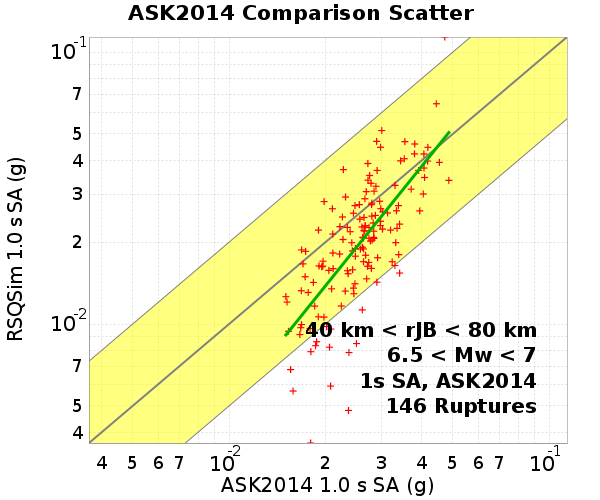 ASK2014 Comparison Scatter
10⁻¹
7
5
4
3
2
10⁻²
7
5
4
RSQSim 1.0 s SA (g)
40 km < rJB < 80 km
6.5 < Mw < 7
1s SA, ASK2014
146 Ruptures
4 5 6 7 10⁻² 2 3 4 5 6 7 10⁻¹
ASK2014 1.0 s SA (g)